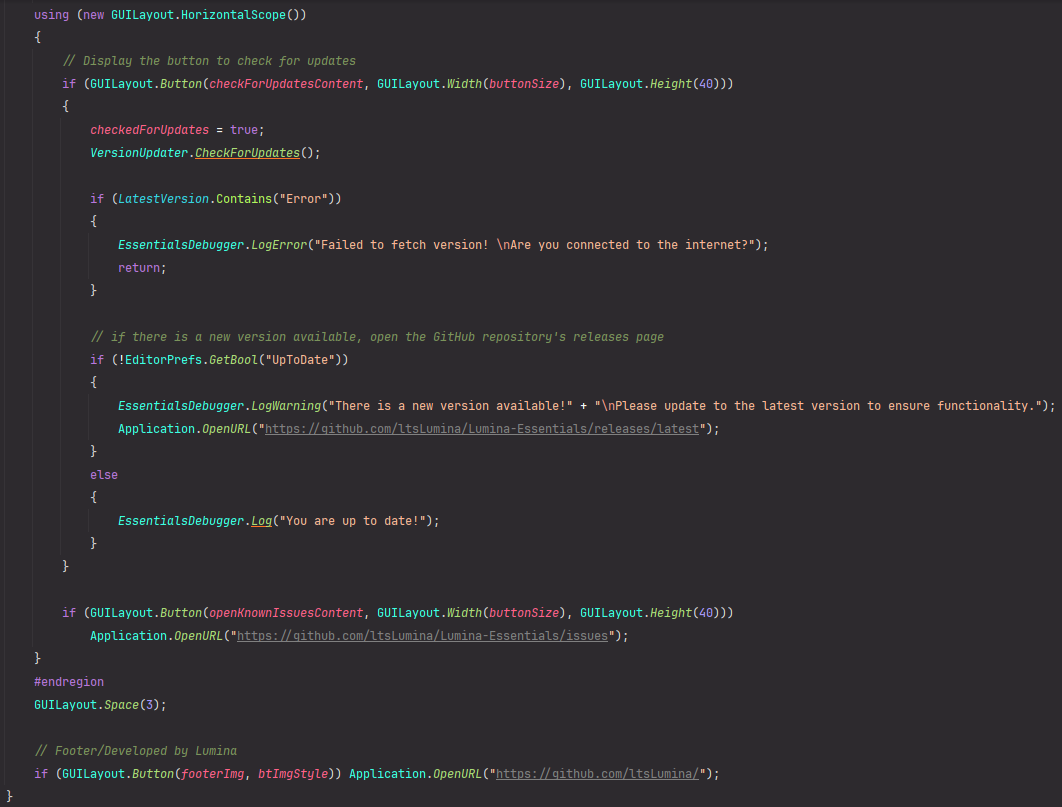 using (new GUILayout.HorizontalScope())
{
// Display the button to check for updates
if (GUILayout.Button(checkForUpdatesContent, GUILayout.Width(buttonSize), GUILayout.Height(40)))
{
checkedForUpdates = true;
VersionUpdater.CheckForUpdates();
if (LatestVersion.Contains("Error"))
{
EssentialsDebugger.LogError("Failed to fetch version! \nAre you connected to the internet?");
return;
}
// if there is a new version available, open the GitHub repository's releases page
if (!EditorPrefs.GetBool("UpToDate"))
{
EssentialsDebugger.LogWarning("There is a new version available!" + "\nPlease update to the latest version to ensure functionality.");
Application.OpenURL("https://github.com/ltsLumina/Lumina-Essentials/releases/latest");
}
else
{
EssentialsDebugger.Log("You are up to date!");
}
}
if (GUILayout.Button(openKnownIssuesContent, GUILayout.Width(buttonSize), GUILayout.Height(40)))
Application.OpenURL("https://github.com/ltsLumina/Lumina-Essentials/issues");
}
#endregion
GUILayout.Space(3);
// Footer/Developed by Lumina
if (GUILayout.Button(footerImg, btImgStyle)) Application.OpenURL("https://github.com/ltsLumina/");
}